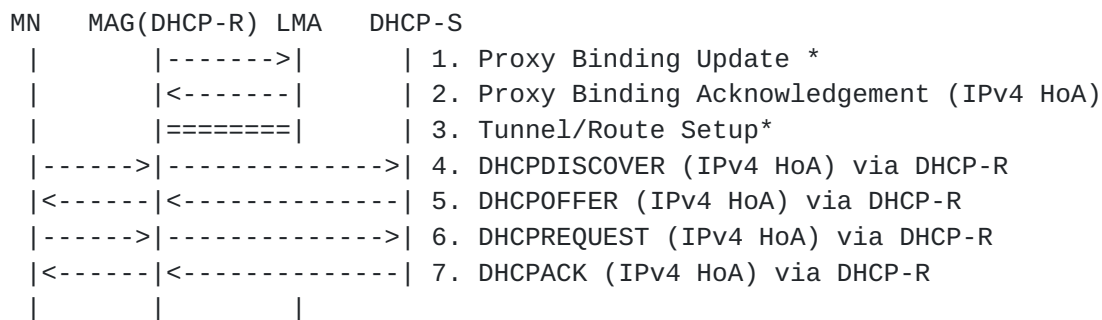 MN    MAG(DHCP-R) LMA    DHCP-S
 |       |------->|       | 1. Proxy Binding Update *
 |       |<-------|       | 2. Proxy Binding Acknowledgement (IPv4 HoA)
 |       |========|       | 3. Tunnel/Route Setup*
 |------>|--------------->| 4. DHCPDISCOVER (IPv4 HoA) via DHCP-R
 |<------|<---------------| 5. DHCPOFFER (IPv4 HoA) via DHCP-R
 |------>|--------------->| 6. DHCPREQUEST (IPv4 HoA) via DHCP-R
 |<------|<---------------| 7. DHCPACK (IPv4 HoA) via DHCP-R
 |       |        |